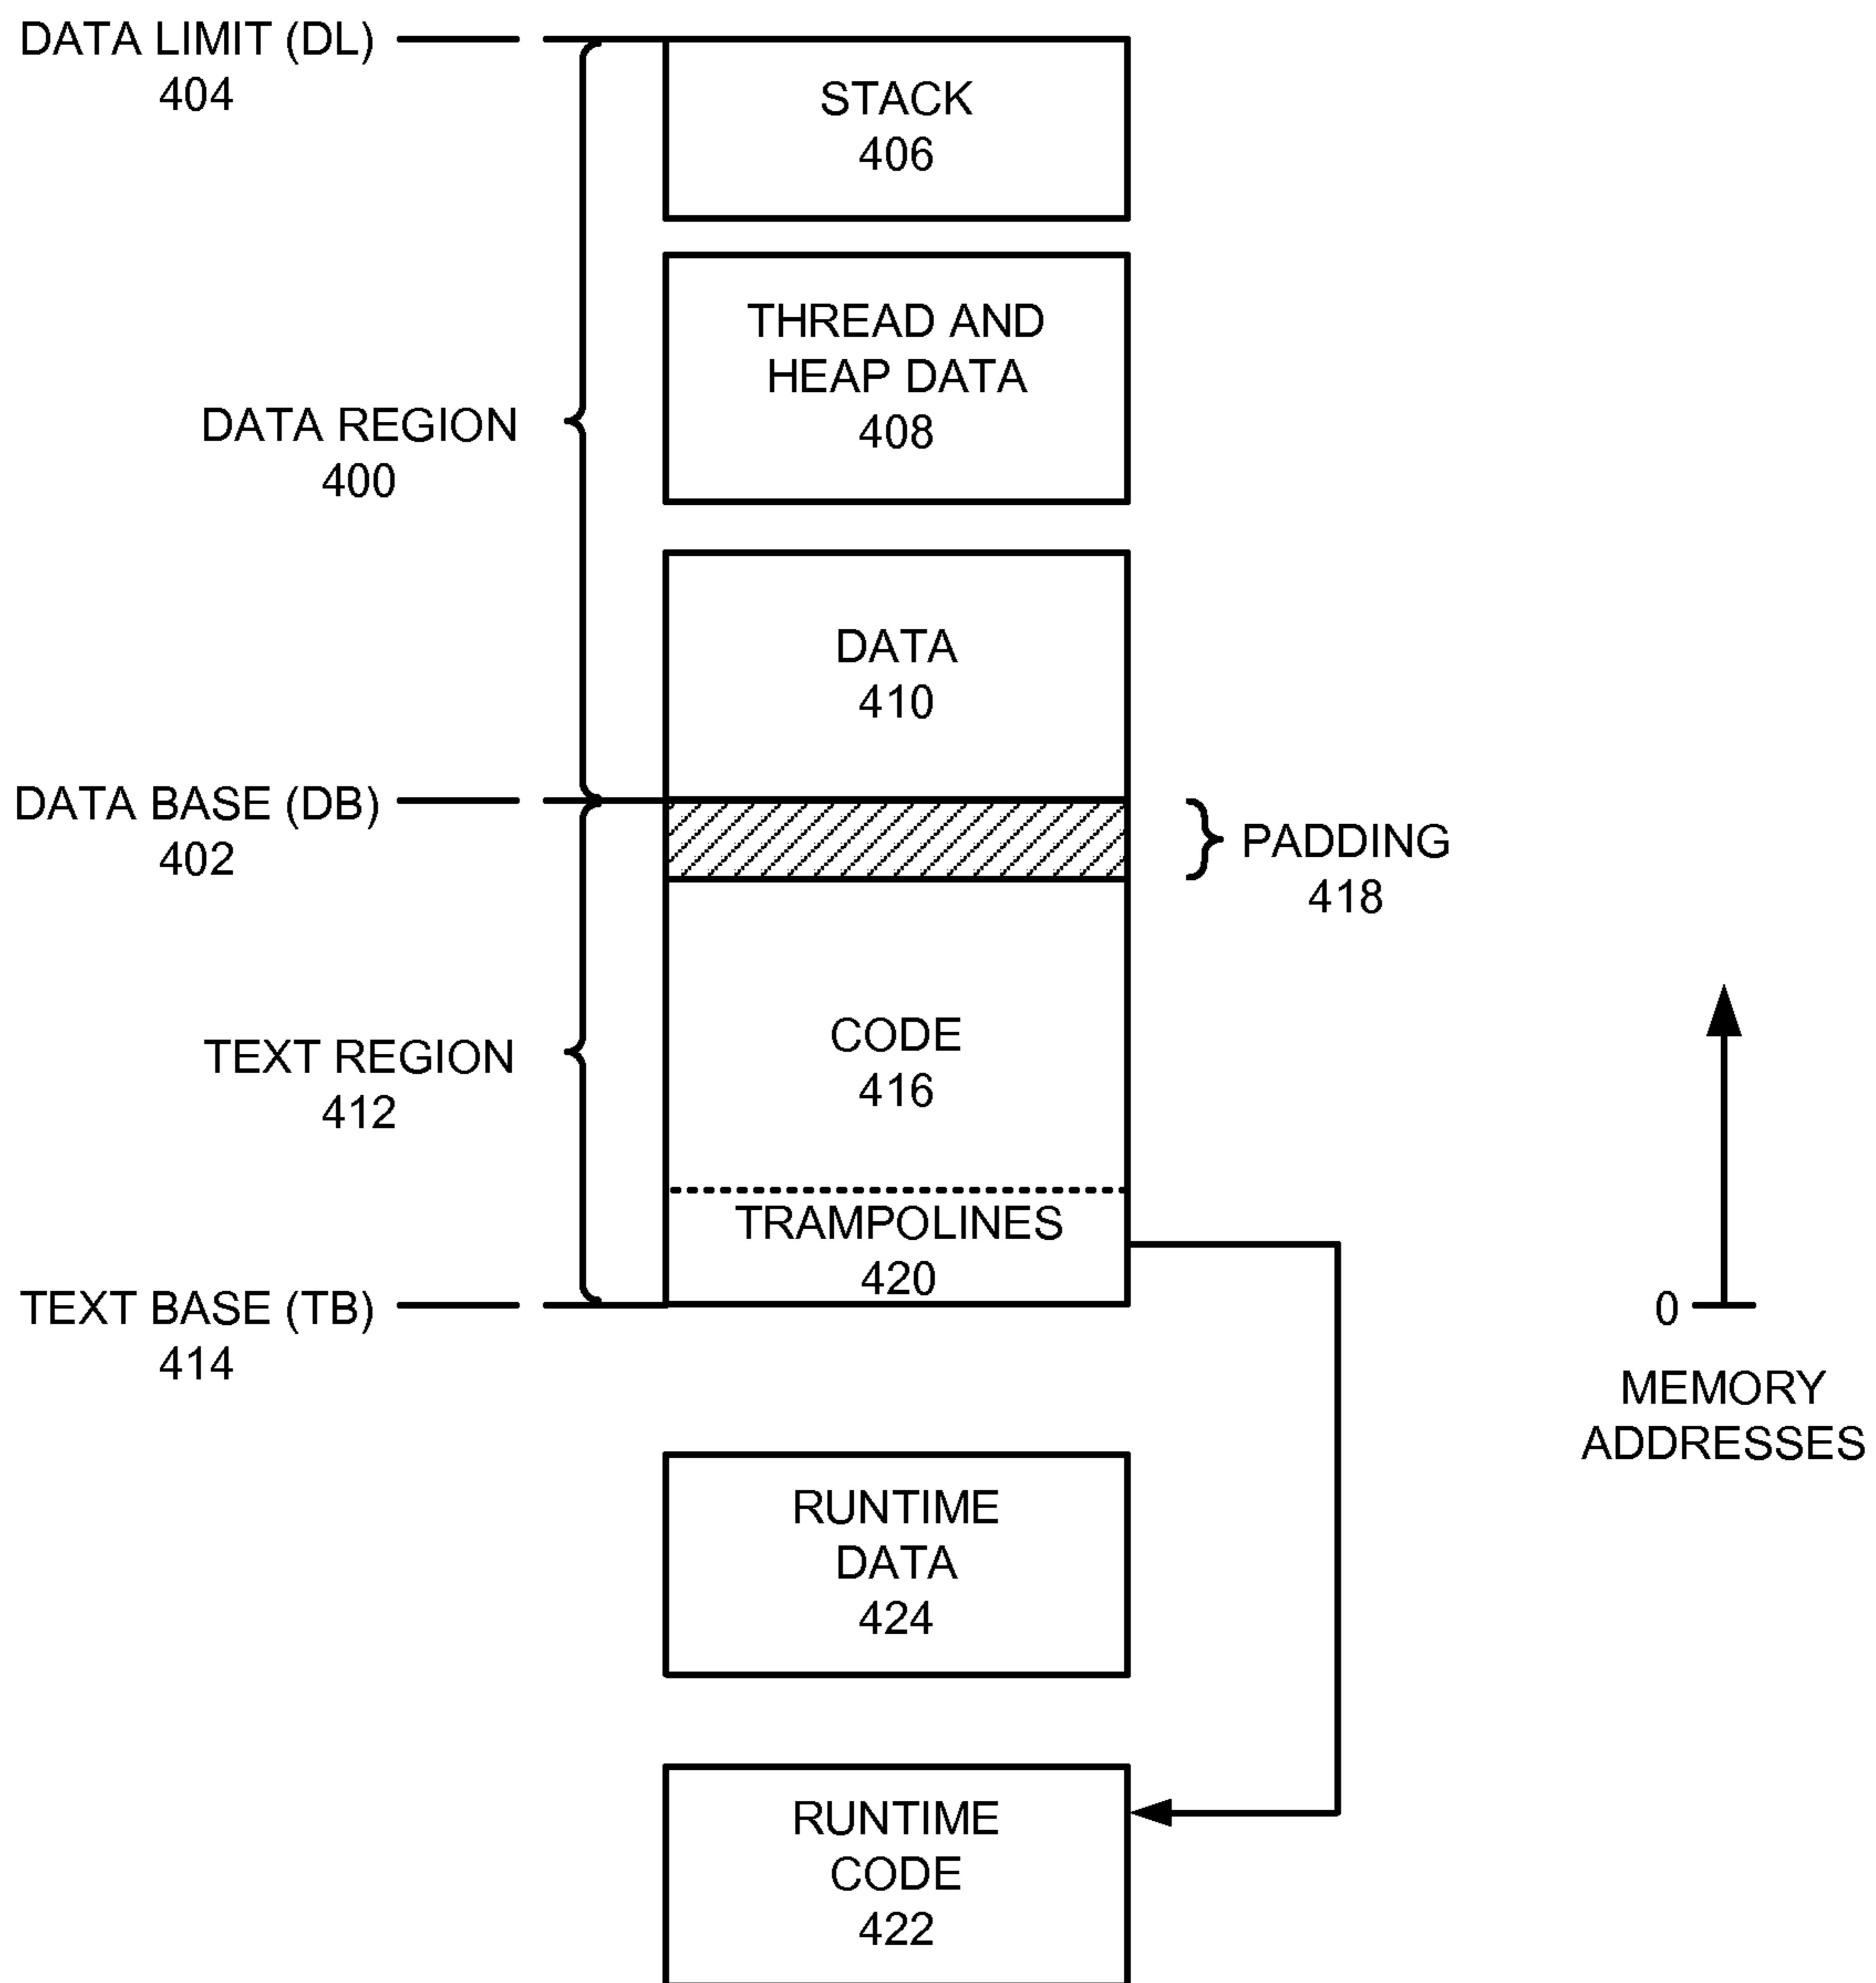 DATA LIMIT (DL)
404
STACK
406
THREAD AND
HEAP DATA
408
DATA REGION
400
DATA
410
DATA BASE (DB)
402
PADDING
418
CODE
416
TEXT REGION
412
TRAMPOLINES
420
TEXT BASE (TB)
414
0
MEMORY
ADDRESSES
RUNTIME
DATA
424
RUNTIME
CODE
422